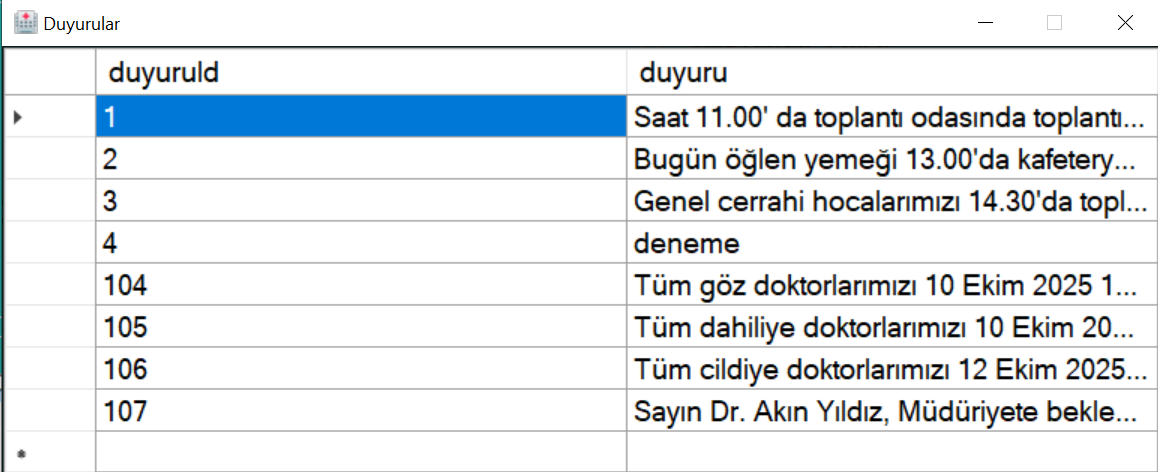 Duyurular
duyuruId duyuru
1 Saat 11.00' da toplantı odasında toplantı...
2 Bugün öğlen yemeği 13.00'da kafetery...
3 Genel cerrahi hocalarımızı 14.30'da topl...
4 deneme
104 Tüm göz doktorlarımızı 10 Ekim 2025 1...
105 Tüm dahiliye doktorlarımızı 10 Ekim 20...
106 Tüm cildiye doktorlarımızı 12 Ekim 2025...
107 Sayın Dr. Akın Yıldız, Müdüriyete bekle...